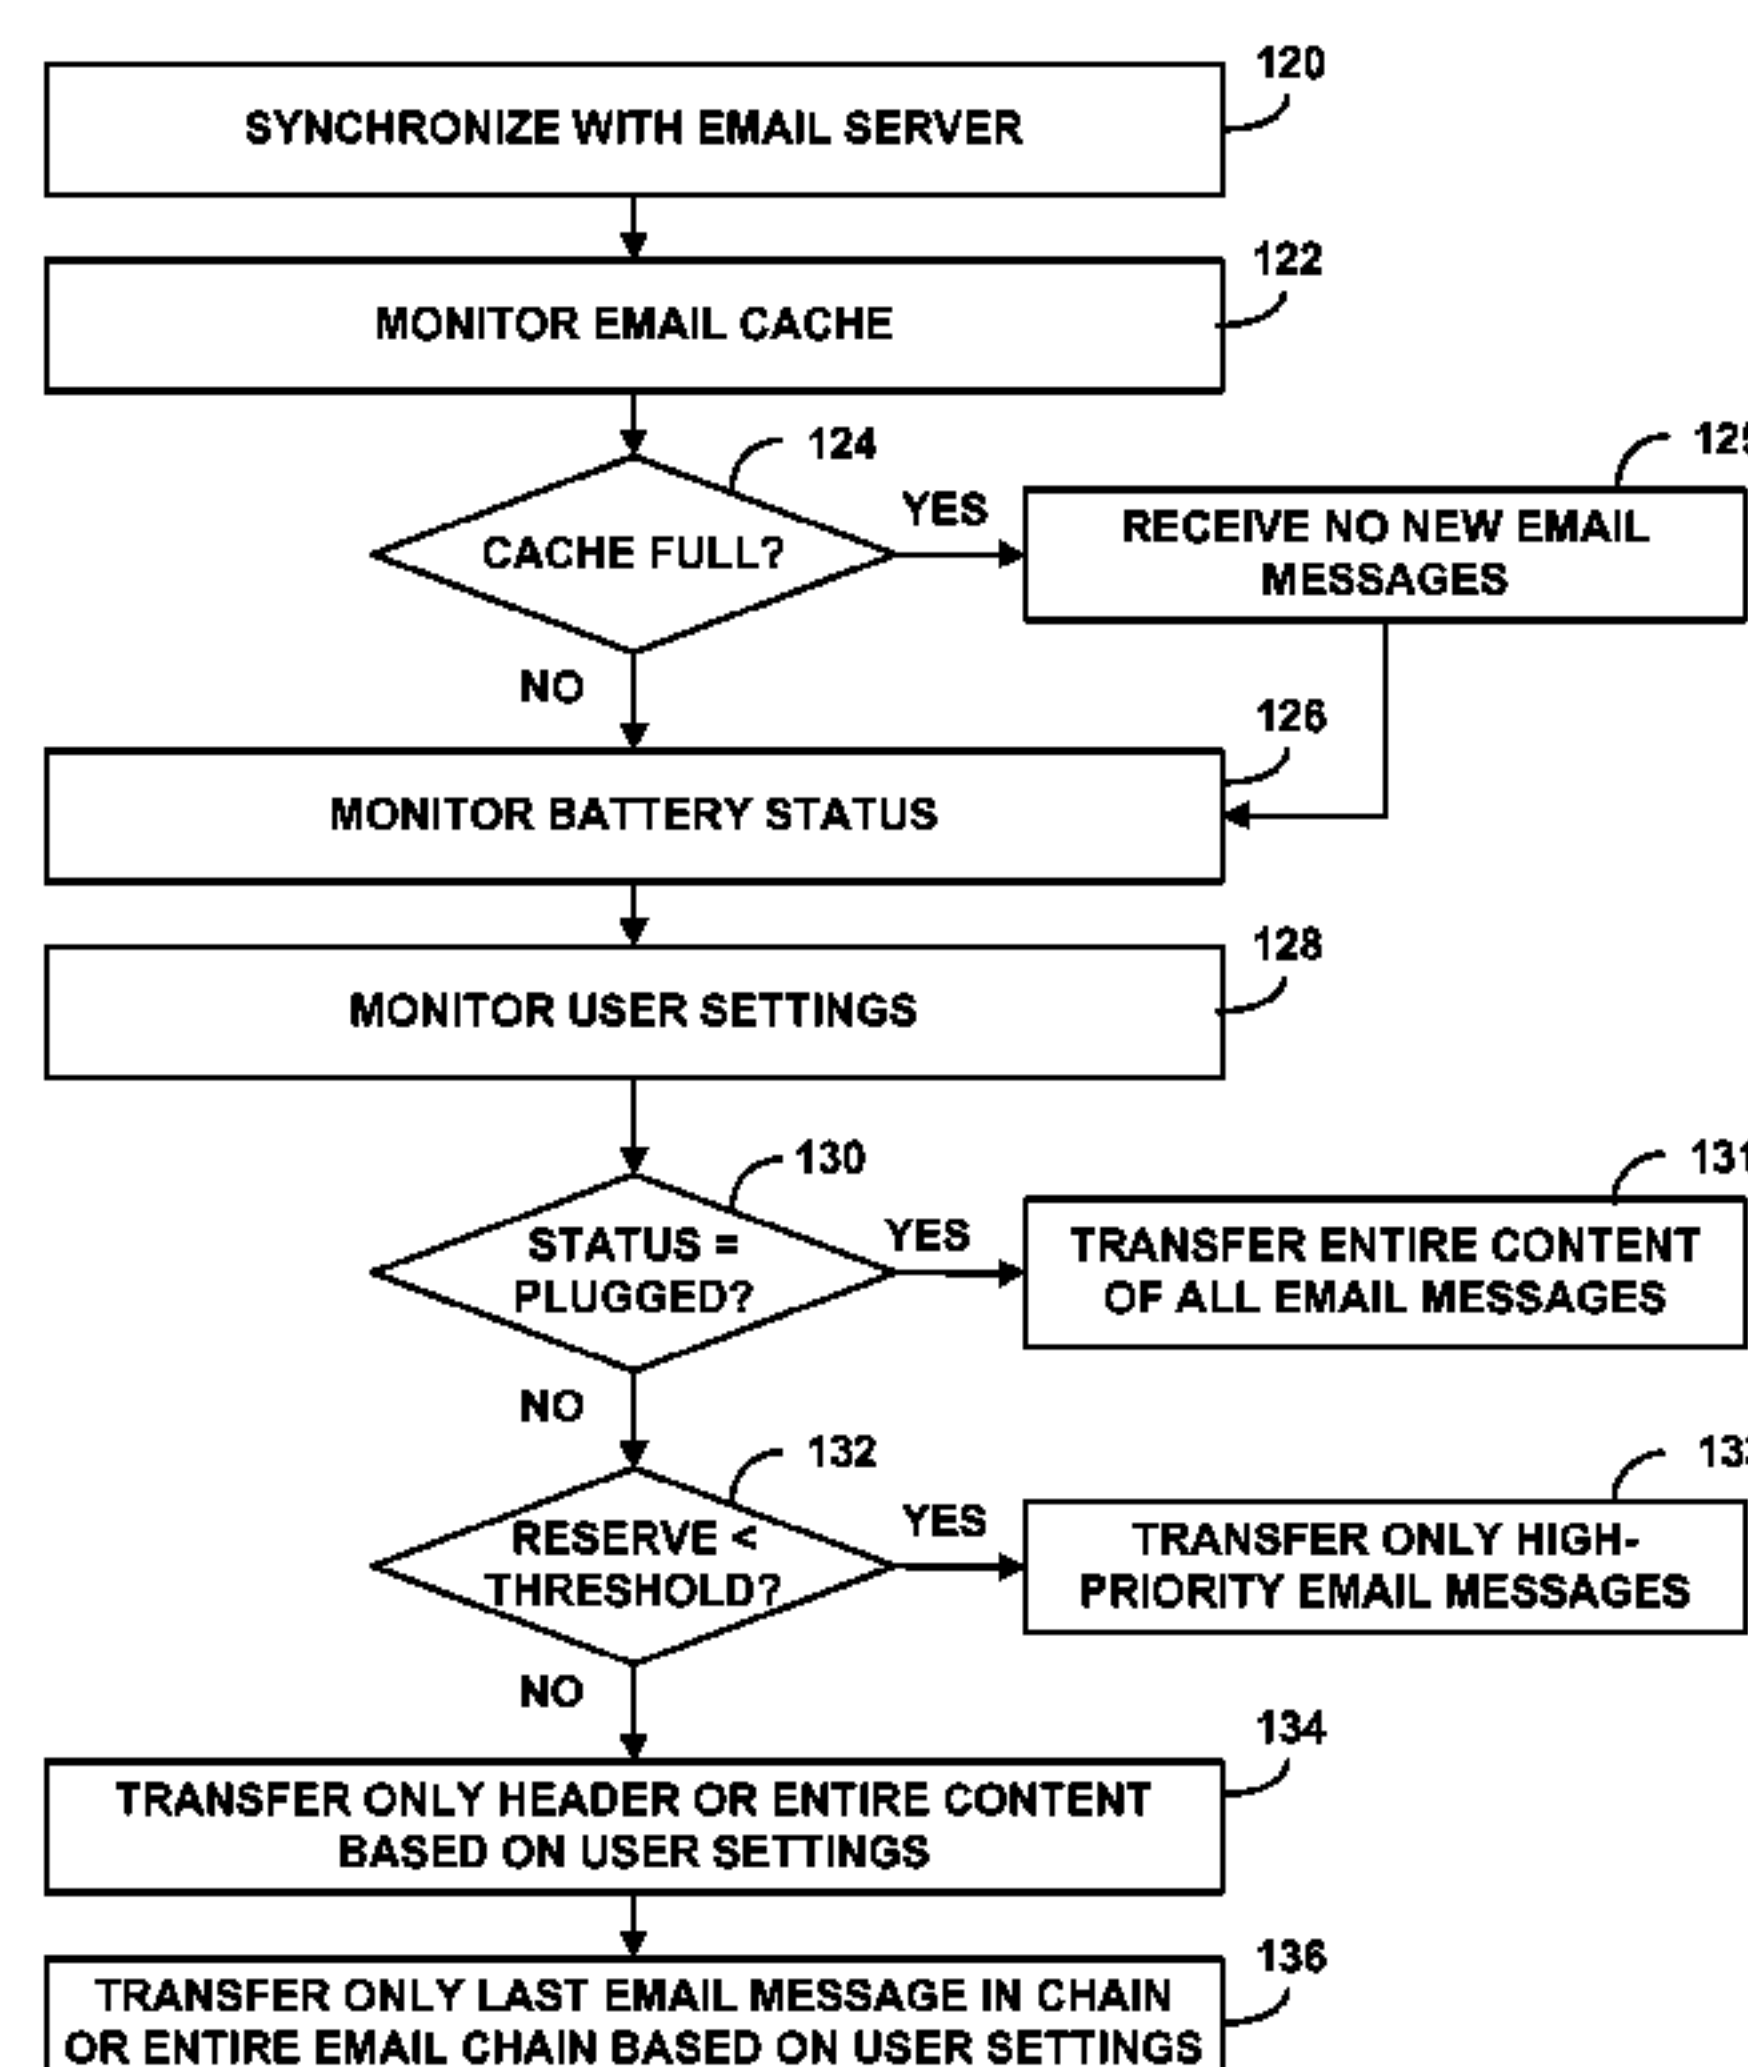 120
SYNCHRONIZE WITH EMAIL SERVER
122
MONITOR EMAIL CACHE
124
CACHE FULL?
YES
RECEIVE NO NEW EMAIL
MESSAGES
NO
126
MONITOR BATTERY STATUS
128
MONITOR USER SETTINGS
130
131
STATUS =
PLUGGED?
YES
TRANSFER ENTIRE CONTENT
OF ALL EMAIL MESSAGES
NO
132
RESERVE <
THRESHOLD?
YES
TRANSFER ONLY HIGH-
PRIORITY EMAIL MESSAGES
NO
134
TRANSFER ONLY HEADER OR ENTIRE CONTENT
BASED ON USER SETTINGS
136
TRANSFER ONLY LAST EMAIL MESSAGE IN CHAIN
OR ENTIRE EMAIL CHAIN BASED ON USER SETTINGS